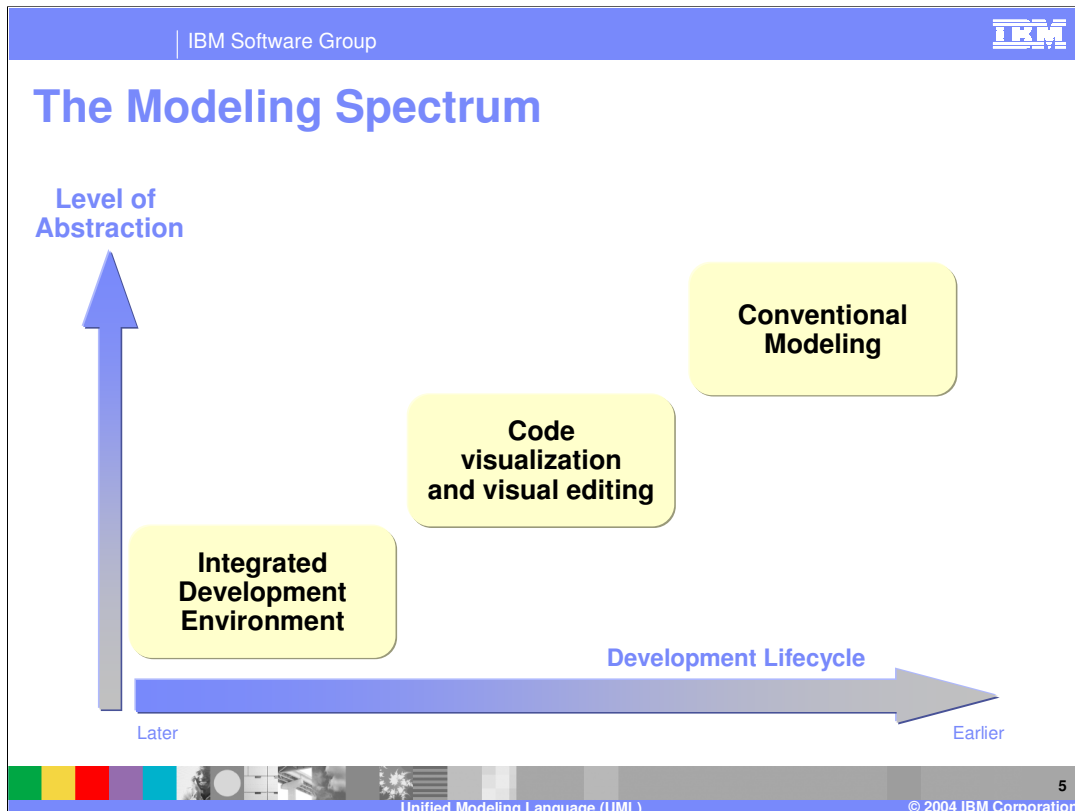 IBM Software Group
IBM
The Modeling Spectrum
Level of
Abstraction
Conventional
Modeling
Code
visualization
and visual editing
Integrated
Development
Environment
Development Lifecycle
Later
Earlier
5
Unified Modeling Language (UML)
© 2004 IBM Corporation